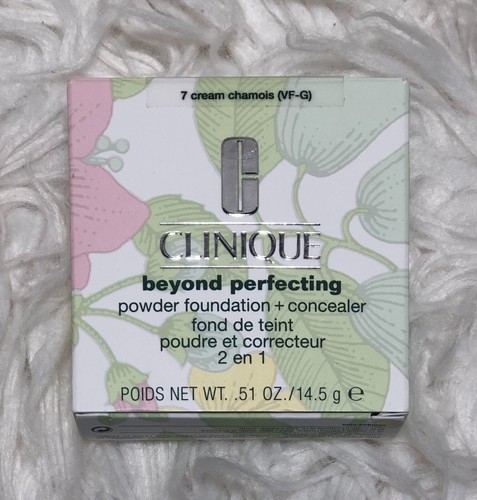 7 cream chamois (VF-G)
CLINIQUE
beyond perfecting
powder foundation + concealer
fond de teint
poudre et correcteur
2 en 1
POIDS NET WT. .51 OZ./14.5 g ℮